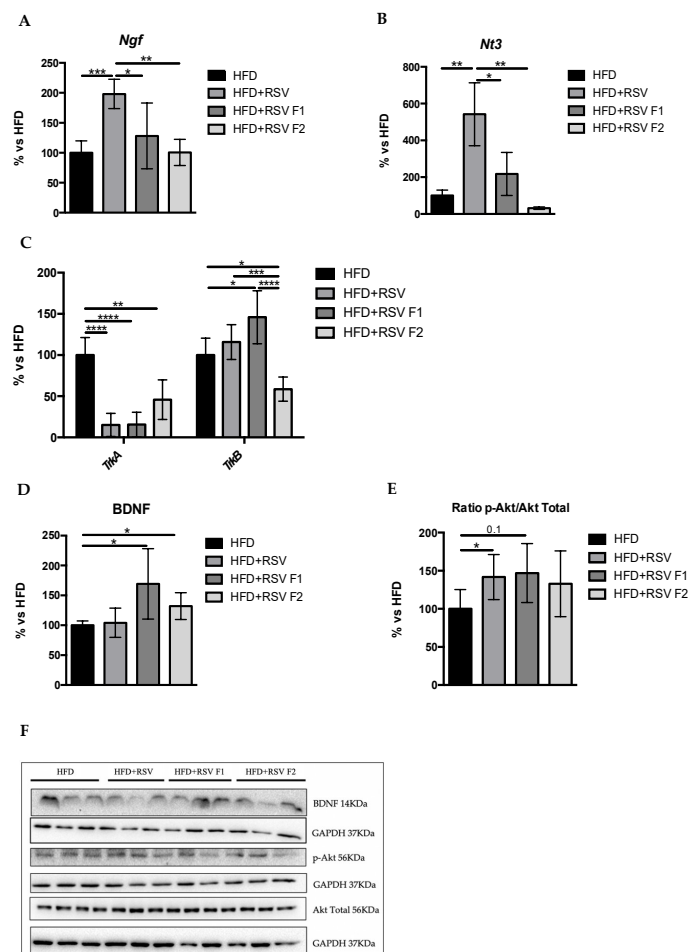 A
Ngf
250
200
150
100
50
0
% vs HFD
***
*
**
HFD
HFD+RSV
HFD+RSV F1
HFD+RSV F2
B
Nt3
800
600
400
200
0
% vs HFD
**
**
*
HFD
HFD+RSV
HFD+RSV F1
HFD+RSV F2
C
200
150
100
50
0
% vs HFD
**
****
****
*
***
*
****
TrkA
TrkB
HFD
HFD+RSV
HFD+RSV F1
HFD+RSV F2
D
BDNF
250
200
150
100
50
0
% vs HFD
*
*
HFD
HFD+RSV
HFD+RSV F1
HFD+RSV F2
E
Ratio p-Akt/Akt Total
200
150
100
50
0
% vs HFD
0.1
*
HFD
HFD+RSV
HFD+RSV F1
HFD+RSV F2
F
HFD HFD+RSV HFD+RSV F1 HFD+RSV F2
BDNF 14KDa
GAPDH 37KDa
p-Akt 56KDa
GAPDH 37KDa
Akt Total 56KDa
GAPDH 37KDa